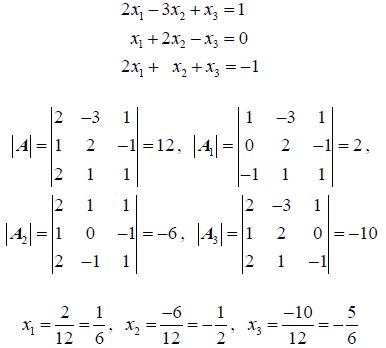 2x₁ − 3x₂ + x₃ = 1
x₁ + 2x₂ − x₃ = 0
2x₁ + x₂ + x₃ = −1
|A| = |2 −3 1; 1 2 −1; 2 1 1| = 12, |A₁| = |1 −3 1; 0 2 −1; −1 1 1| = 2,
|A₂| = |2 1 1; 1 0 −1; 2 −1 1| = −6, |A₃| = |2 −3 1; 1 2 0; 2 1 −1| = −10
x₁ = 2/12 = 1/6, x₂ = −6/12 = −1/2, x₃ = −10/12 = −5/6